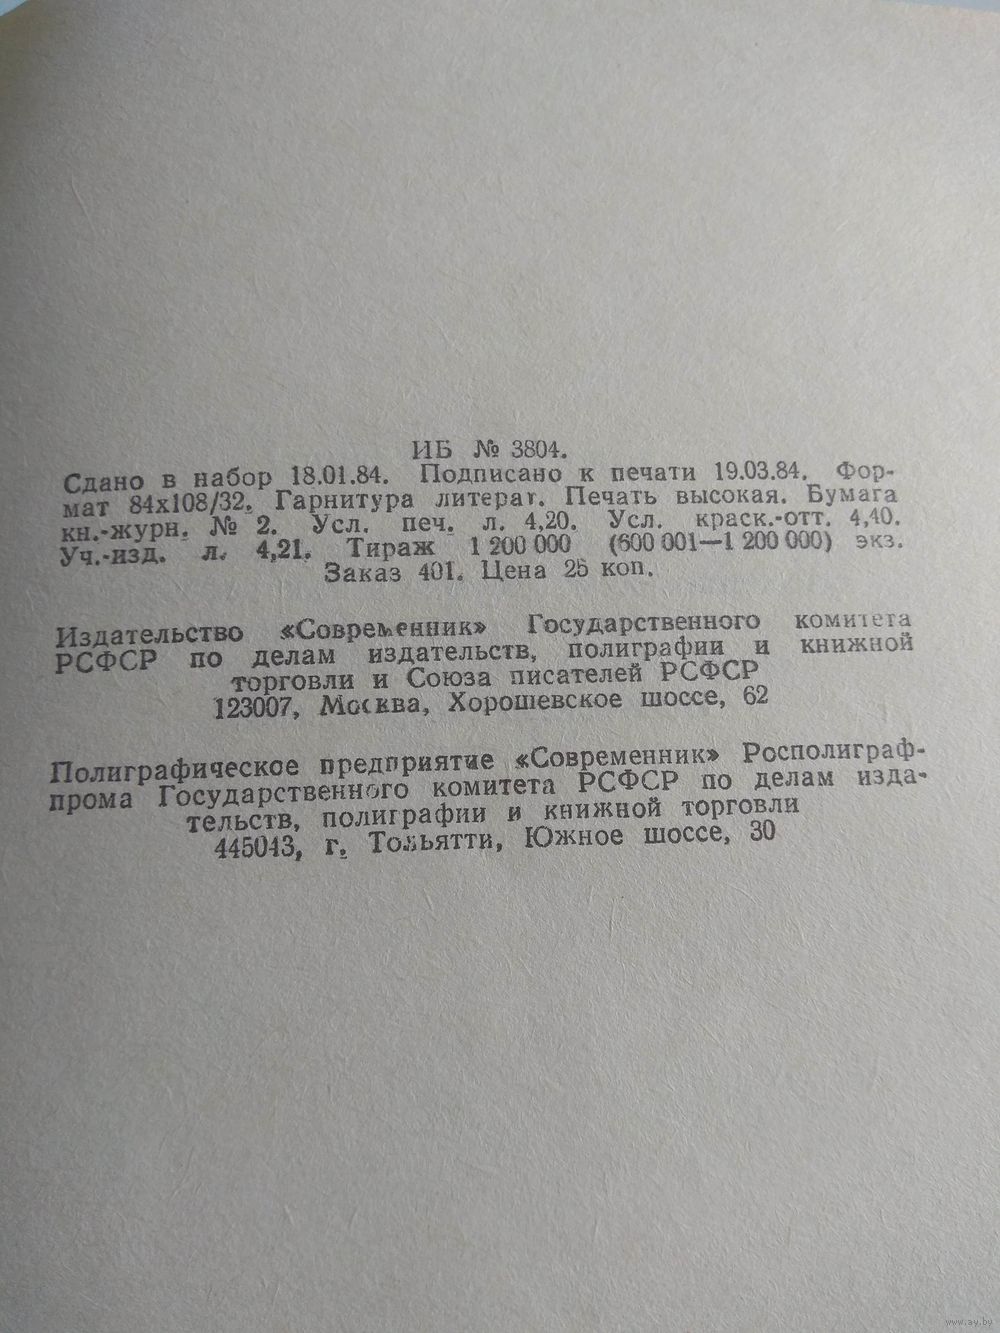 ИБ № 3804.
Сдано в набор 18.01.84. Подписано к печати 19.03.84. Фор-
мат 84х108/32. Гарнитура литерат. Печать высокая. Бумага
кн.-журн. № 2. Усл. печ. л. 4,20. Усл. краск.-отт. 4,40.
Уч.-изд. л. 4,21. Тираж 1 200 000 (600 001—1 200 000) экз.
Заказ 401. Цена 25 коп.
Издательство «Современник» Государственного комитета
РСФСР по делам издательств, полиграфии и книжной
торговли и Союза писателей РСФСР
123007, Москва, Хорошевское шоссе, 62
Полиграфическое предприятие «Современник» Росполиграф-
прома Государственного комитета РСФСР по делам изда-
тельств, полиграфии и книжной торговли
445043, г. Тольятти, Южное шоссе, 30
www.ay.by